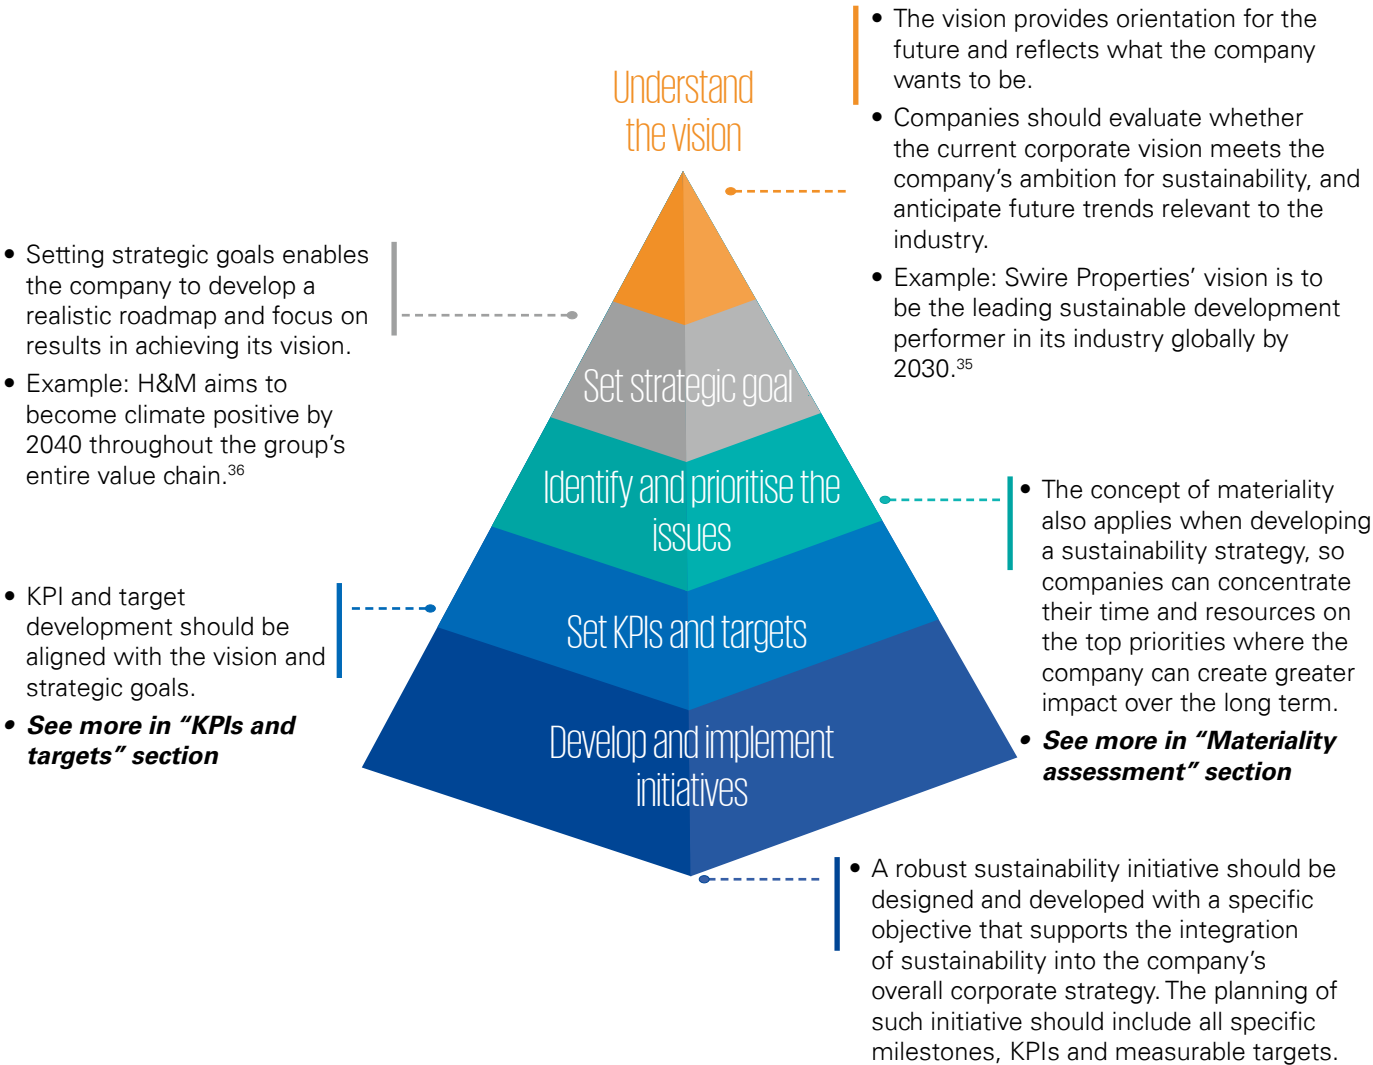 Understand
the vision
• The vision provides orientation for the
future and reflects what the company
wants to be.
• Companies should evaluate whether
the current corporate vision meets the
company’s ambition for sustainability, and
anticipate future trends relevant to the
industry.
• Example: Swire Properties’ vision is to
be the leading sustainable development
performer in its industry globally by
2030.35
• Setting strategic goals enables
the company to develop a
realistic roadmap and focus on
results in achieving its vision.
• Example: H&M aims to
become climate positive by
2040 throughout the group’s
entire value chain.36
Set strategic goal
Identify and prioritise the
issues
• The concept of materiality
also applies when developing
a sustainability strategy, so
companies can concentrate
their time and resources on
the top priorities where the
company can create greater
impact over the long term.
• See more in “Materiality
assessment” section
• KPI and target
development should be
aligned with the vision and
strategic goals.
• See more in “KPIs and
targets” section
Set KPIs and targets
Develop and implement
initiatives
• A robust sustainability initiative should be
designed and developed with a specific
objective that supports the integration
of sustainability into the company’s
overall corporate strategy. The planning of
such initiative should include all specific
milestones, KPIs and measurable targets.